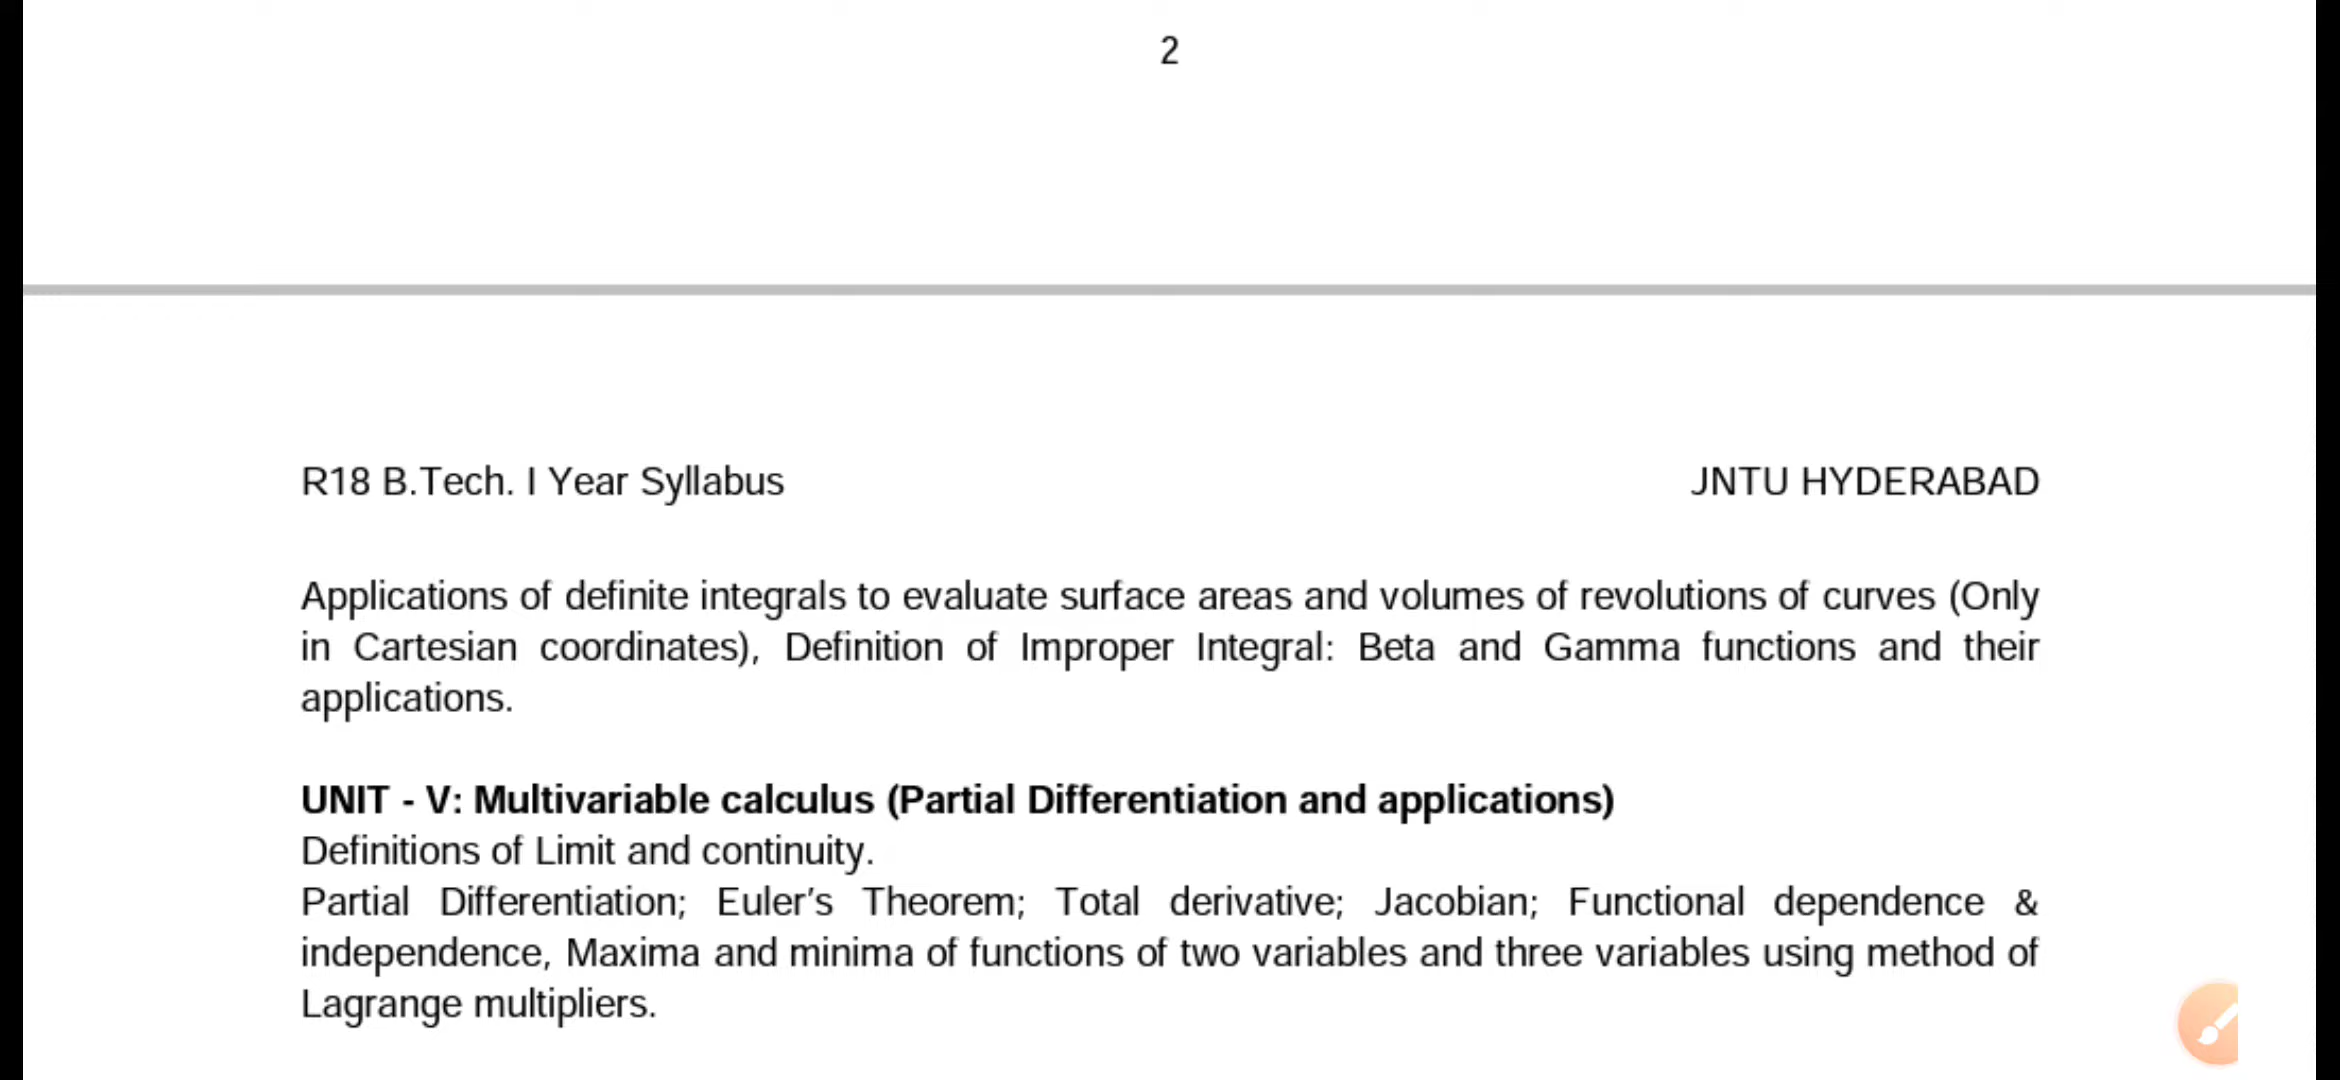 2
R18 B.Tech. I Year Syllabus JNTU HYDERABAD
Applications of definite integrals to evaluate surface areas and volumes of revolutions of curves (Only
in Cartesian coordinates), Definition of Improper Integral: Beta and Gamma functions and their
applications.
UNIT - V: Multivariable calculus (Partial Differentiation and applications)
Definitions of Limit and continuity.
Partial Differentiation; Euler’s Theorem; Total derivative; Jacobian; Functional dependence &
independence, Maxima and minima of functions of two variables and three variables using method of
Lagrange multipliers.